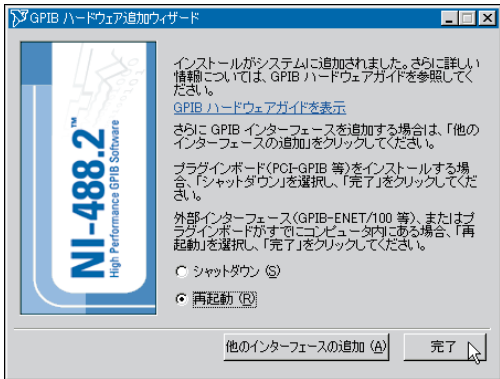 GPIB ハードウェア追加ウィザード
インストールがシステムに追加されました。さらに詳しい
情報については、GPIB ハードウェアガイドを参照してく
ださい。
GPIB ハードウェアガイドを表示
さらに GPIB インターフェースを追加する場合は、「他の
インターフェースの追加」をクリックしてください。
プラグインボード(PCI-GPIB 等)をインストールする場
合、「シャットダウン」を選択し、「完了」をクリックしてくだ
さい。
外部インターフェース(GPIB-ENET/100 等)、またはプ
ラグインボードがすでにコンピュータ内にある場合、「再
起動」を選択し、「完了」をクリックしてください。
シャットダウン (S)
再起動 (R)
NI-488.2™
High Performance GPIB Software
他のインターフェースの追加 (A)
完了